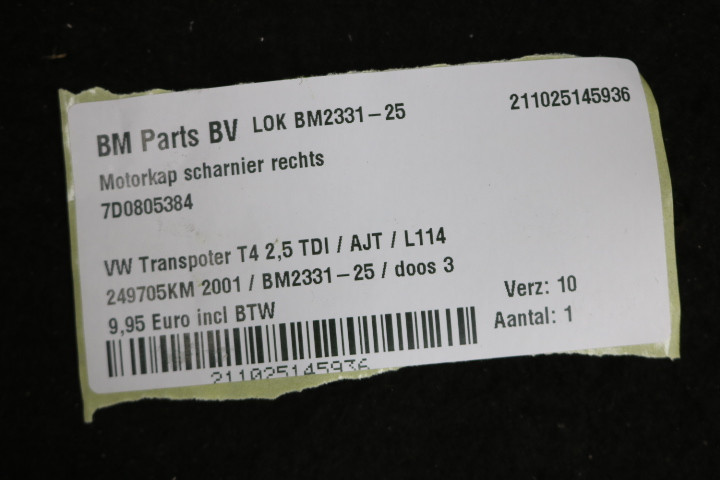 BM Parts BV LOK BM2331-25 211025145936
Motorkap scharnier rechts
7D0805384
VW Transpoter T4 2,5 TDI / AJT / L114
249705KM 2001 / BM2331-25 / doos 3
9,95 Euro incl BTW
Verz: 10
Aantal: 1
211025145936